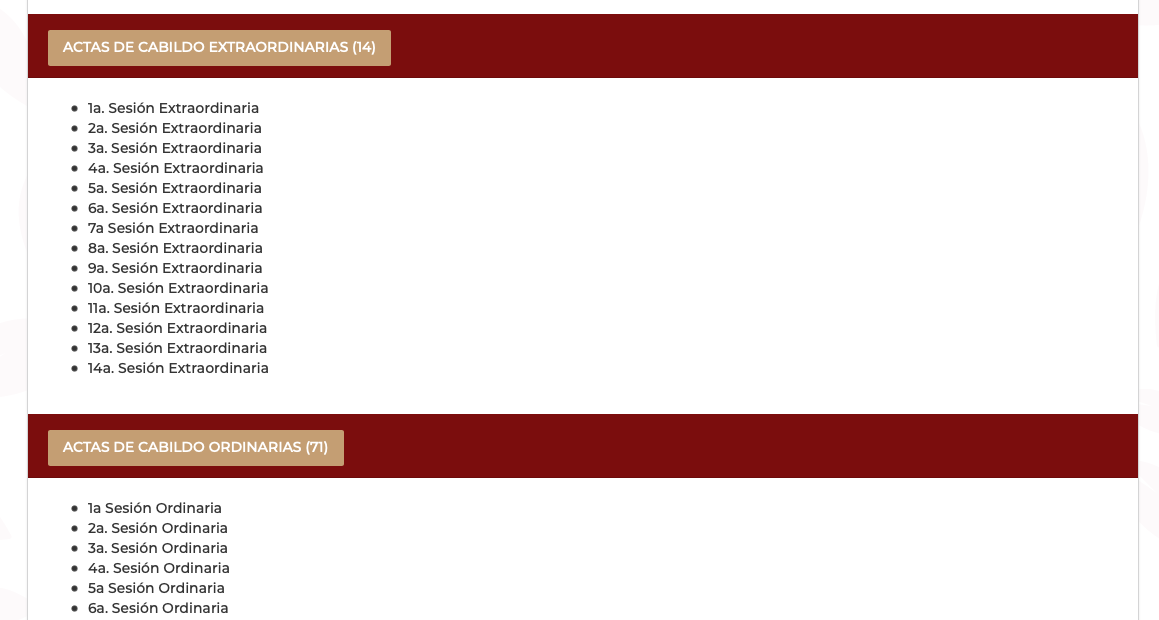 ACTAS DE CABILDO EXTRAORDINARIAS (14)
1a. Sesión Extraordinaria
2a. Sesión Extraordinaria
3a. Sesión Extraordinaria
4a. Sesión Extraordinaria
5a. Sesión Extraordinaria
6a. Sesión Extraordinaria
7a Sesión Extraordinaria
8a. Sesión Extraordinaria
9a. Sesión Extraordinaria
10a. Sesión Extraordinaria
11a. Sesión Extraordinaria
12a. Sesión Extraordinaria
13a. Sesión Extraordinaria
14a. Sesión Extraordinaria
ACTAS DE CABILDO ORDINARIAS (71)
1a Sesión Ordinaria
2a. Sesión Ordinaria
3a. Sesión Ordinaria
4a. Sesión Ordinaria
5a Sesión Ordinaria
6a. Sesión Ordinaria